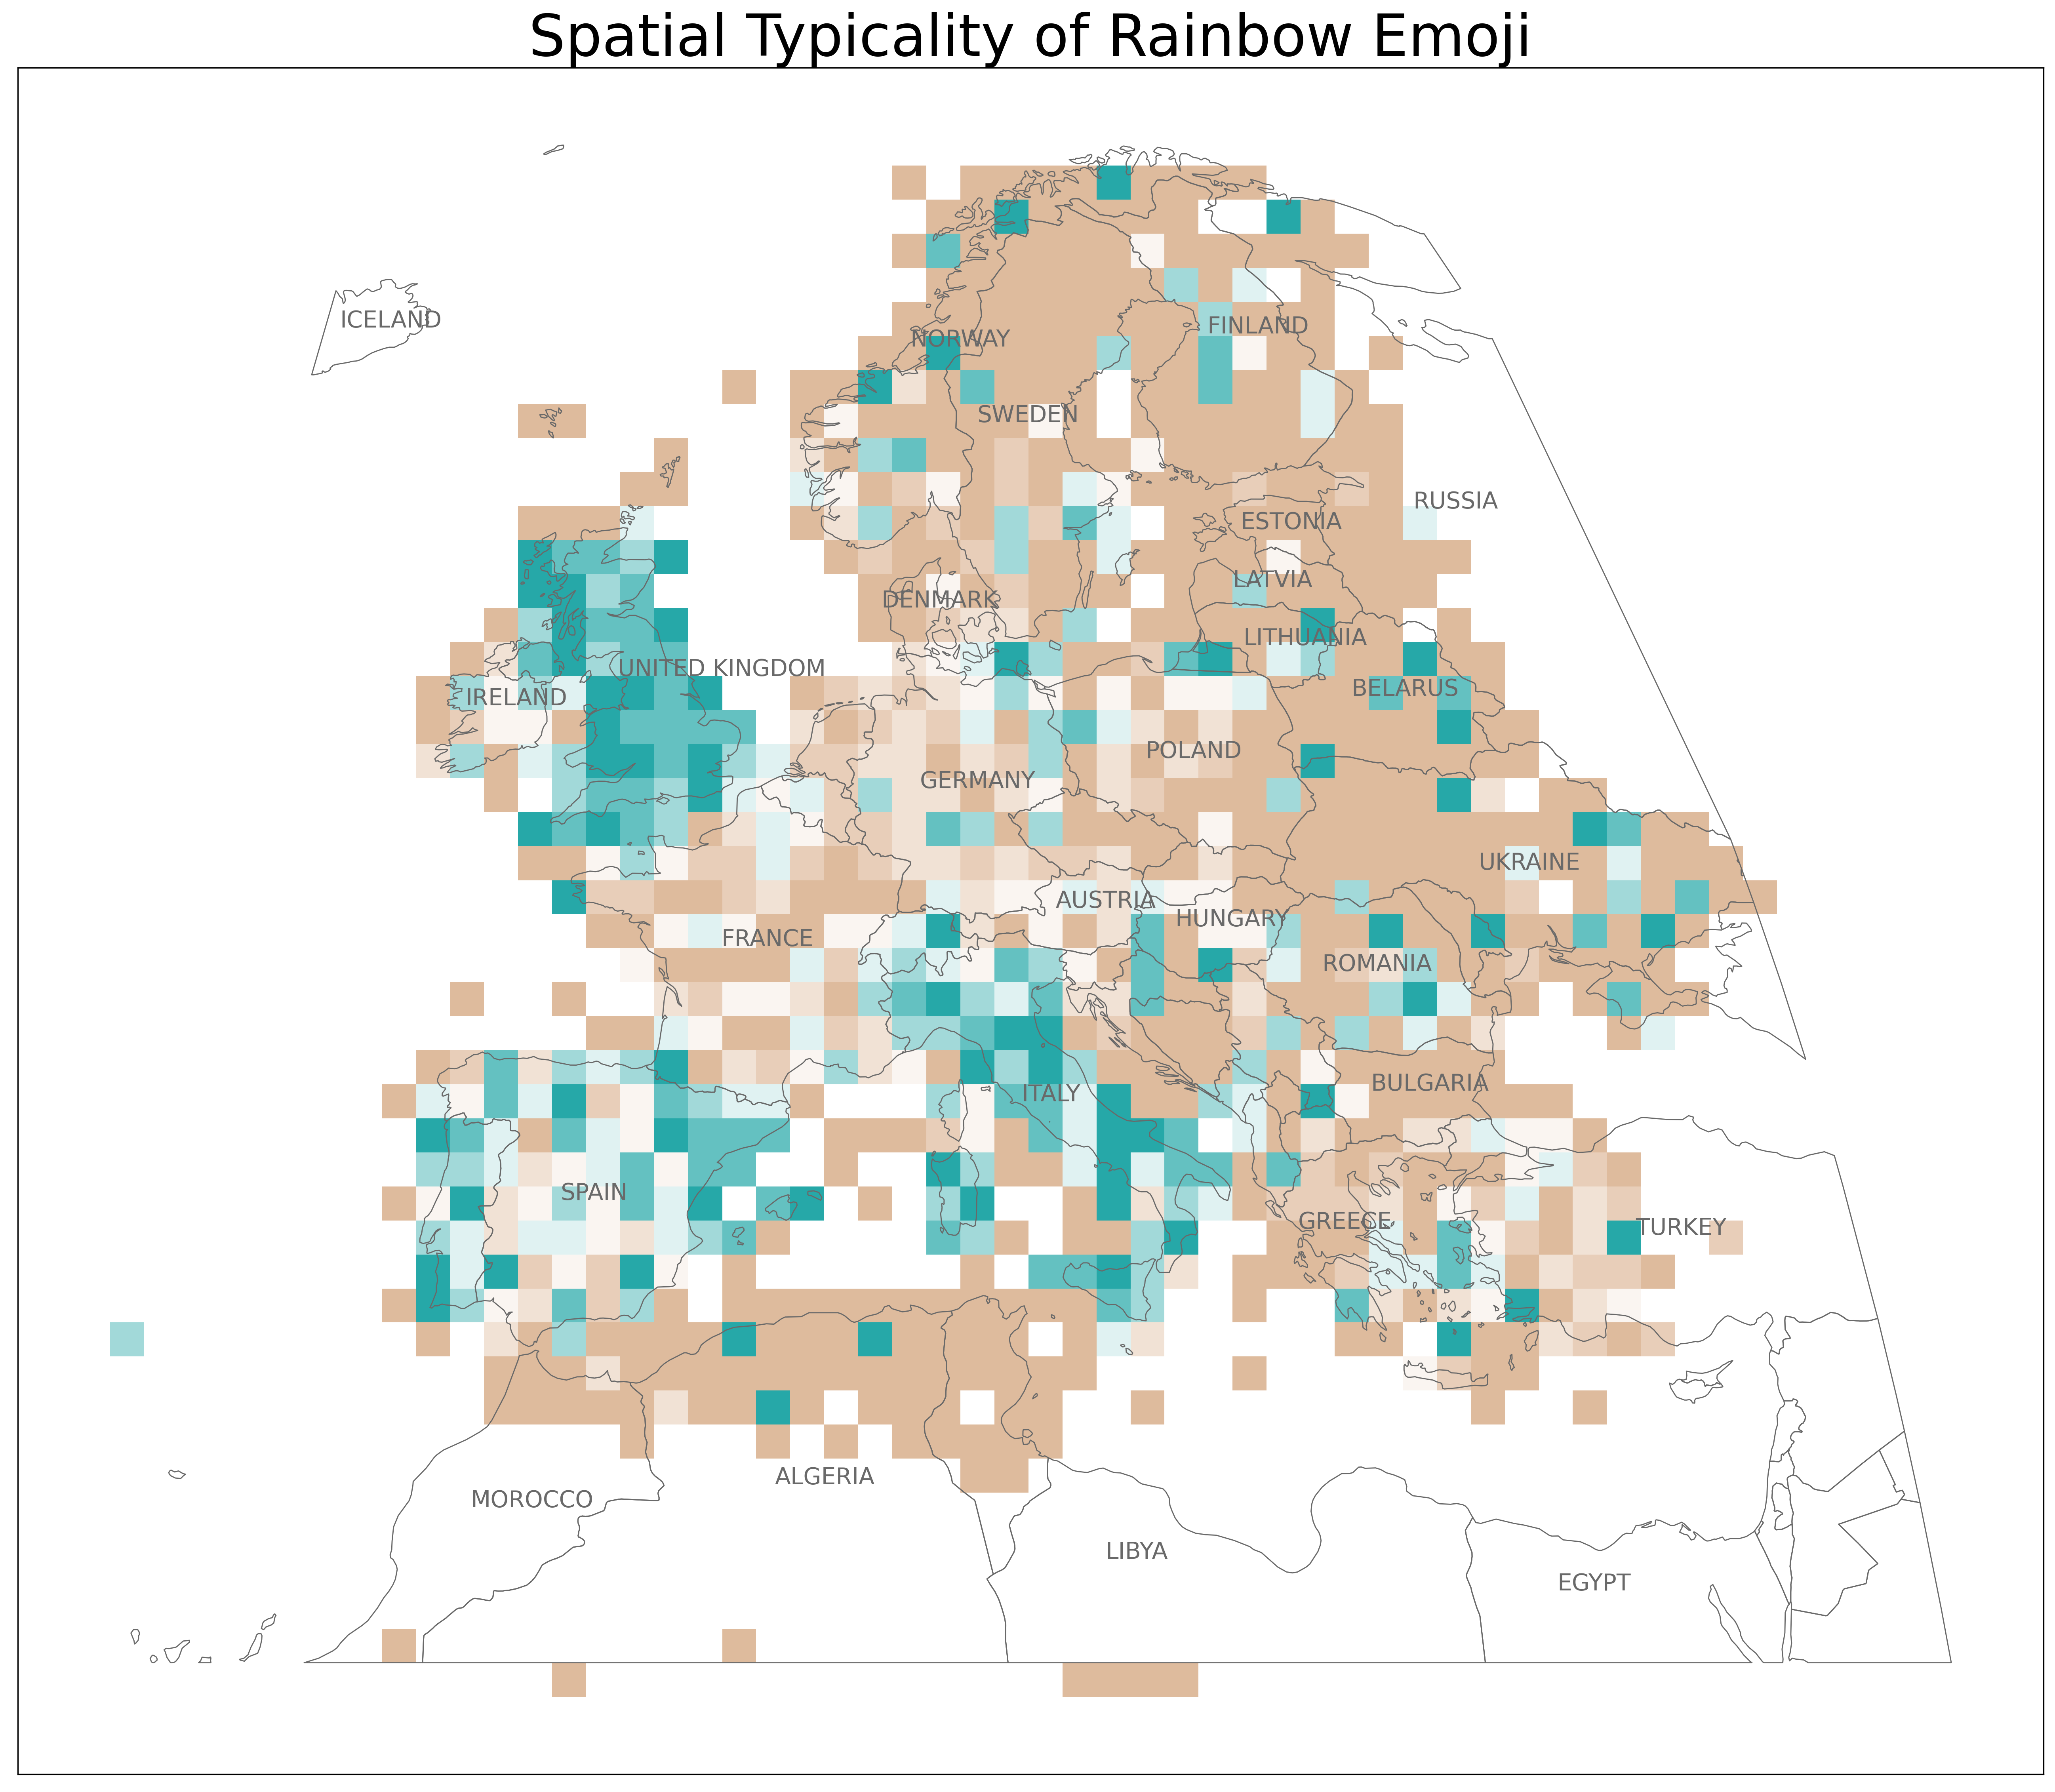 Spatial Typicality of Rainbow Emoji
ICELAND
NORWAY
FINLAND
SWEDEN
RUSSIA
ESTONIA
LATVIA
DENMARK
LITHUANIA
UNITED KINGDOM
IRELAND
BELARUS
POLAND
GERMANY
UKRAINE
AUSTRIA
HUNGARY
FRANCE
ROMANIA
BULGARIA
ITALY
SPAIN
GREECE
TURKEY
ALGERIA
MOROCCO
LIBYA
EGYPT